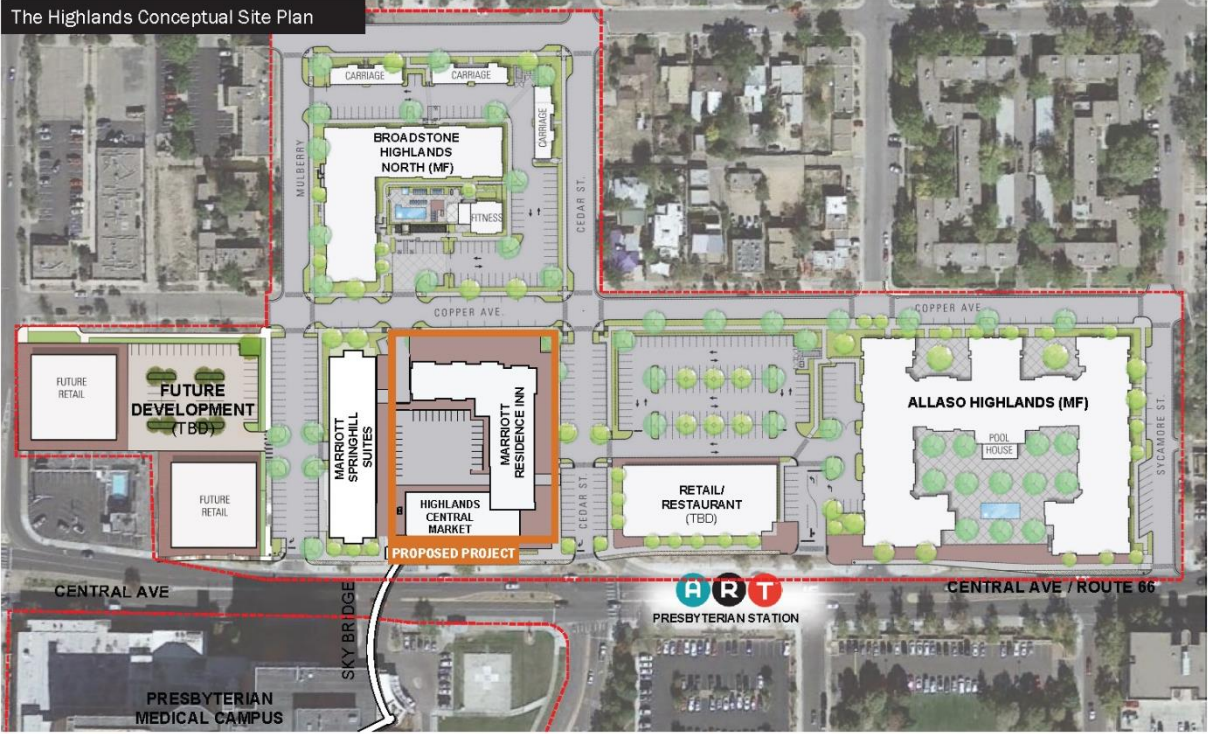 The Highlands Conceptual Site Plan
CARRIAGE
CARRIAGE
CARRIAGE
BROADSTONE
HIGHLANDS
NORTH (MF)
MULBERRY
FITNESS
CEDAR ST.
COPPER AVE.
COPPER AVE.
FUTURE
RETAIL
FUTURE
DEVELOPMENT
(TBD)
FUTURE
RETAIL
MARRIOTT
SPRINGHILL
SUITES
MARRIOTT
RESIDENCE INN
HIGHLANDS
CENTRAL
MARKET
PROPOSED PROJECT
CEDAR ST.
RETAIL/
RESTAURANT
(TBD)
ALLASO HIGHLANDS (MF)
POOL
HOUSE
SYCAMORE ST.
CENTRAL AVE
SKY BRIDGE
ART
PRESBYTERIAN STATION
CENTRAL AVE / ROUTE 66
PRESBYTERIAN
MEDICAL CAMPUS